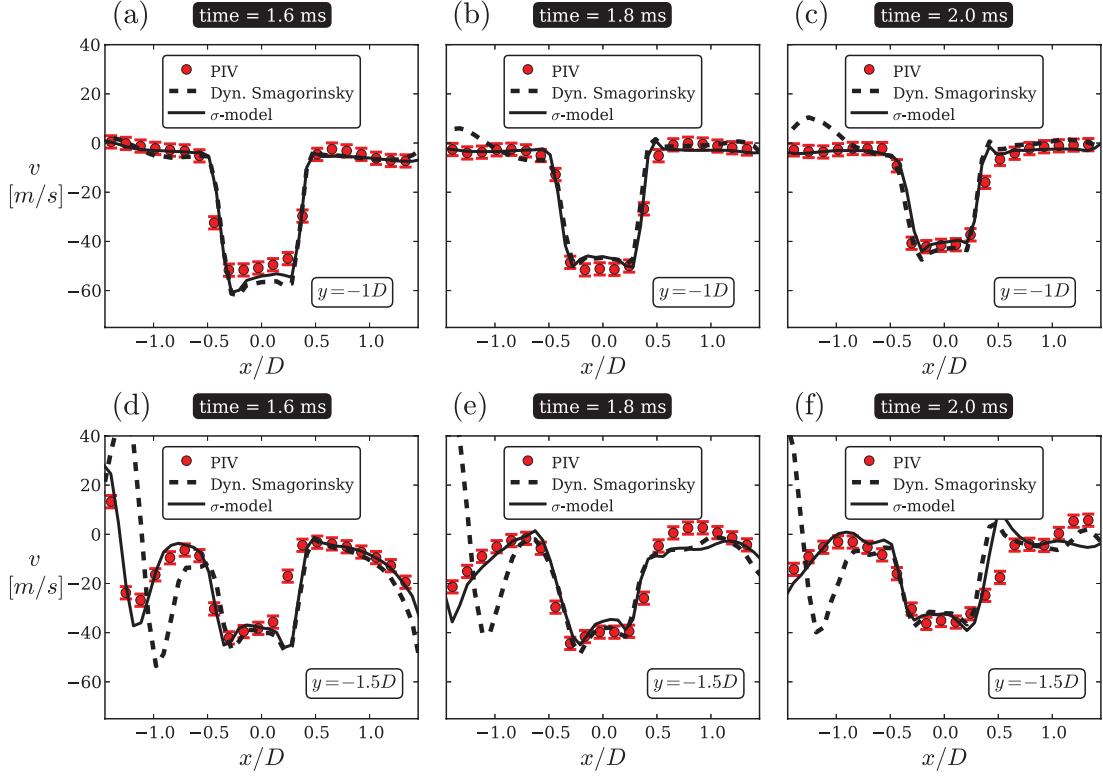 (a) time = 1.6 ms
(b) time = 1.8 ms
(c) time = 2.0 ms
40
20
0
−20
−40
−60
v
[m/s]
PIV
Dyn. Smagorinsky
σ-model
y=−1D
−1.0 −0.5 0.0 0.5 1.0
x/D
PIV
Dyn. Smagorinsky
σ-model
y=−1D
−1.0 −0.5 0.0 0.5 1.0
x/D
PIV
Dyn. Smagorinsky
σ-model
y=−1D
−1.0 −0.5 0.0 0.5 1.0
x/D
(d) time = 1.6 ms
(e) time = 1.8 ms
(f) time = 2.0 ms
40
20
0
−20
−40
−60
v
[m/s]
PIV
Dyn. Smagorinsky
σ-model
y=−1.5D
−1.0 −0.5 0.0 0.5 1.0
x/D
PIV
Dyn. Smagorinsky
σ-model
y=−1.5D
−1.0 −0.5 0.0 0.5 1.0
x/D
PIV
Dyn. Smagorinsky
σ-model
y=−1.5D
−1.0 −0.5 0.0 0.5 1.0
x/D